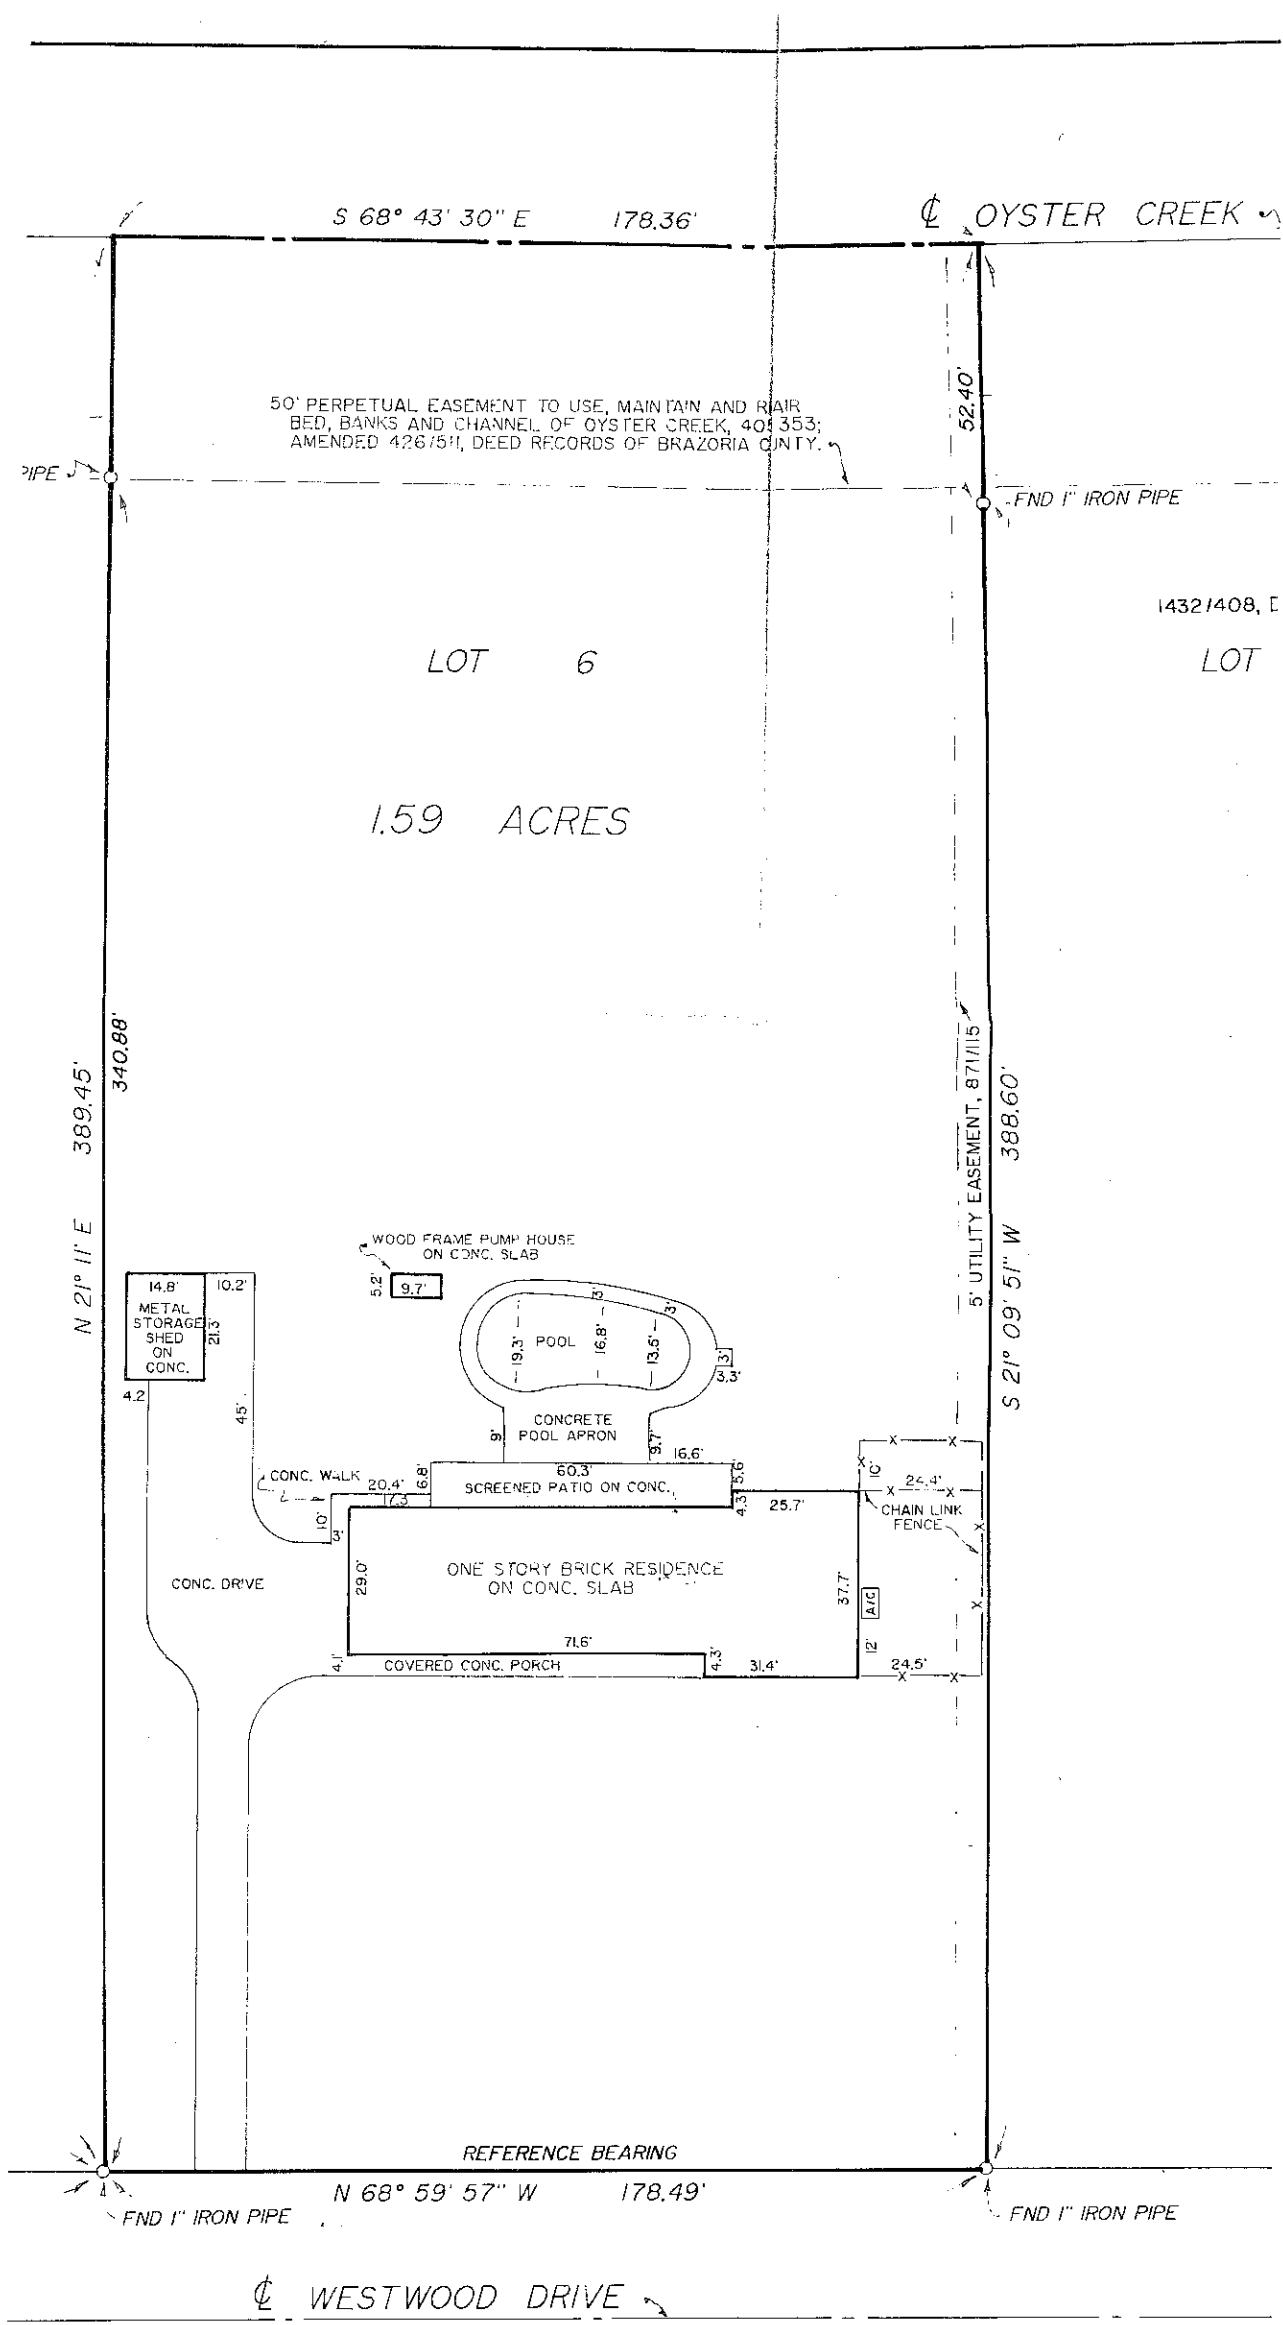 S 68° 43' 30" E 178.36'
℄ OYSTER CREEK
50' PERPETUAL EASEMENT TO USE, MAINTAIN AND
BED, BANKS AND CHANNEL OF OYSTER CREEK,
AMENDED DEED RECORDS OF BRAZORIA
52.40'
PIPE
FND 1" IRON PIPE
1432/408,
LOT 6
LOT
1.59 ACRES
340.88'
N 21° 11' E 389.45'
5' UTILITY EASEMENT, 871/115
S 21° 09' 51" W 388.60'
WOOD FRAME PUMP HOUSE
ON CONC. SLAB
5.2'
9.7'
14.8'
10.2'
METAL
STORAGE
SHED
ON
CONC.
21.3'
4.2
45'
19.3'
POOL
16.8'
13.5'
3'
3'
3'
3.3'
CONCRETE
POOL APRON
9'
9.7'
16.6'
CONC. WALK
20.4'
17.3'
6.8'
60.3'
SCREENED PATIO ON CONC.
5.6'
4.3'
25.7'
10'
24.4'
CHAIN LINK
FENCE
10'
3'
CONC. DRIVE
29.0'
ONE STORY BRICK RESIDENCE
ON CONC. SLAB
37.7'
A/C
12'
71.6'
4.1'
COVERED CONC. PORCH
4.3'
31.4'
24.5'
REFERENCE BEARING
N 68° 59' 57" W 178.49'
FND 1" IRON PIPE
FND 1" IRON PIPE
℄ WESTWOOD DRIVE